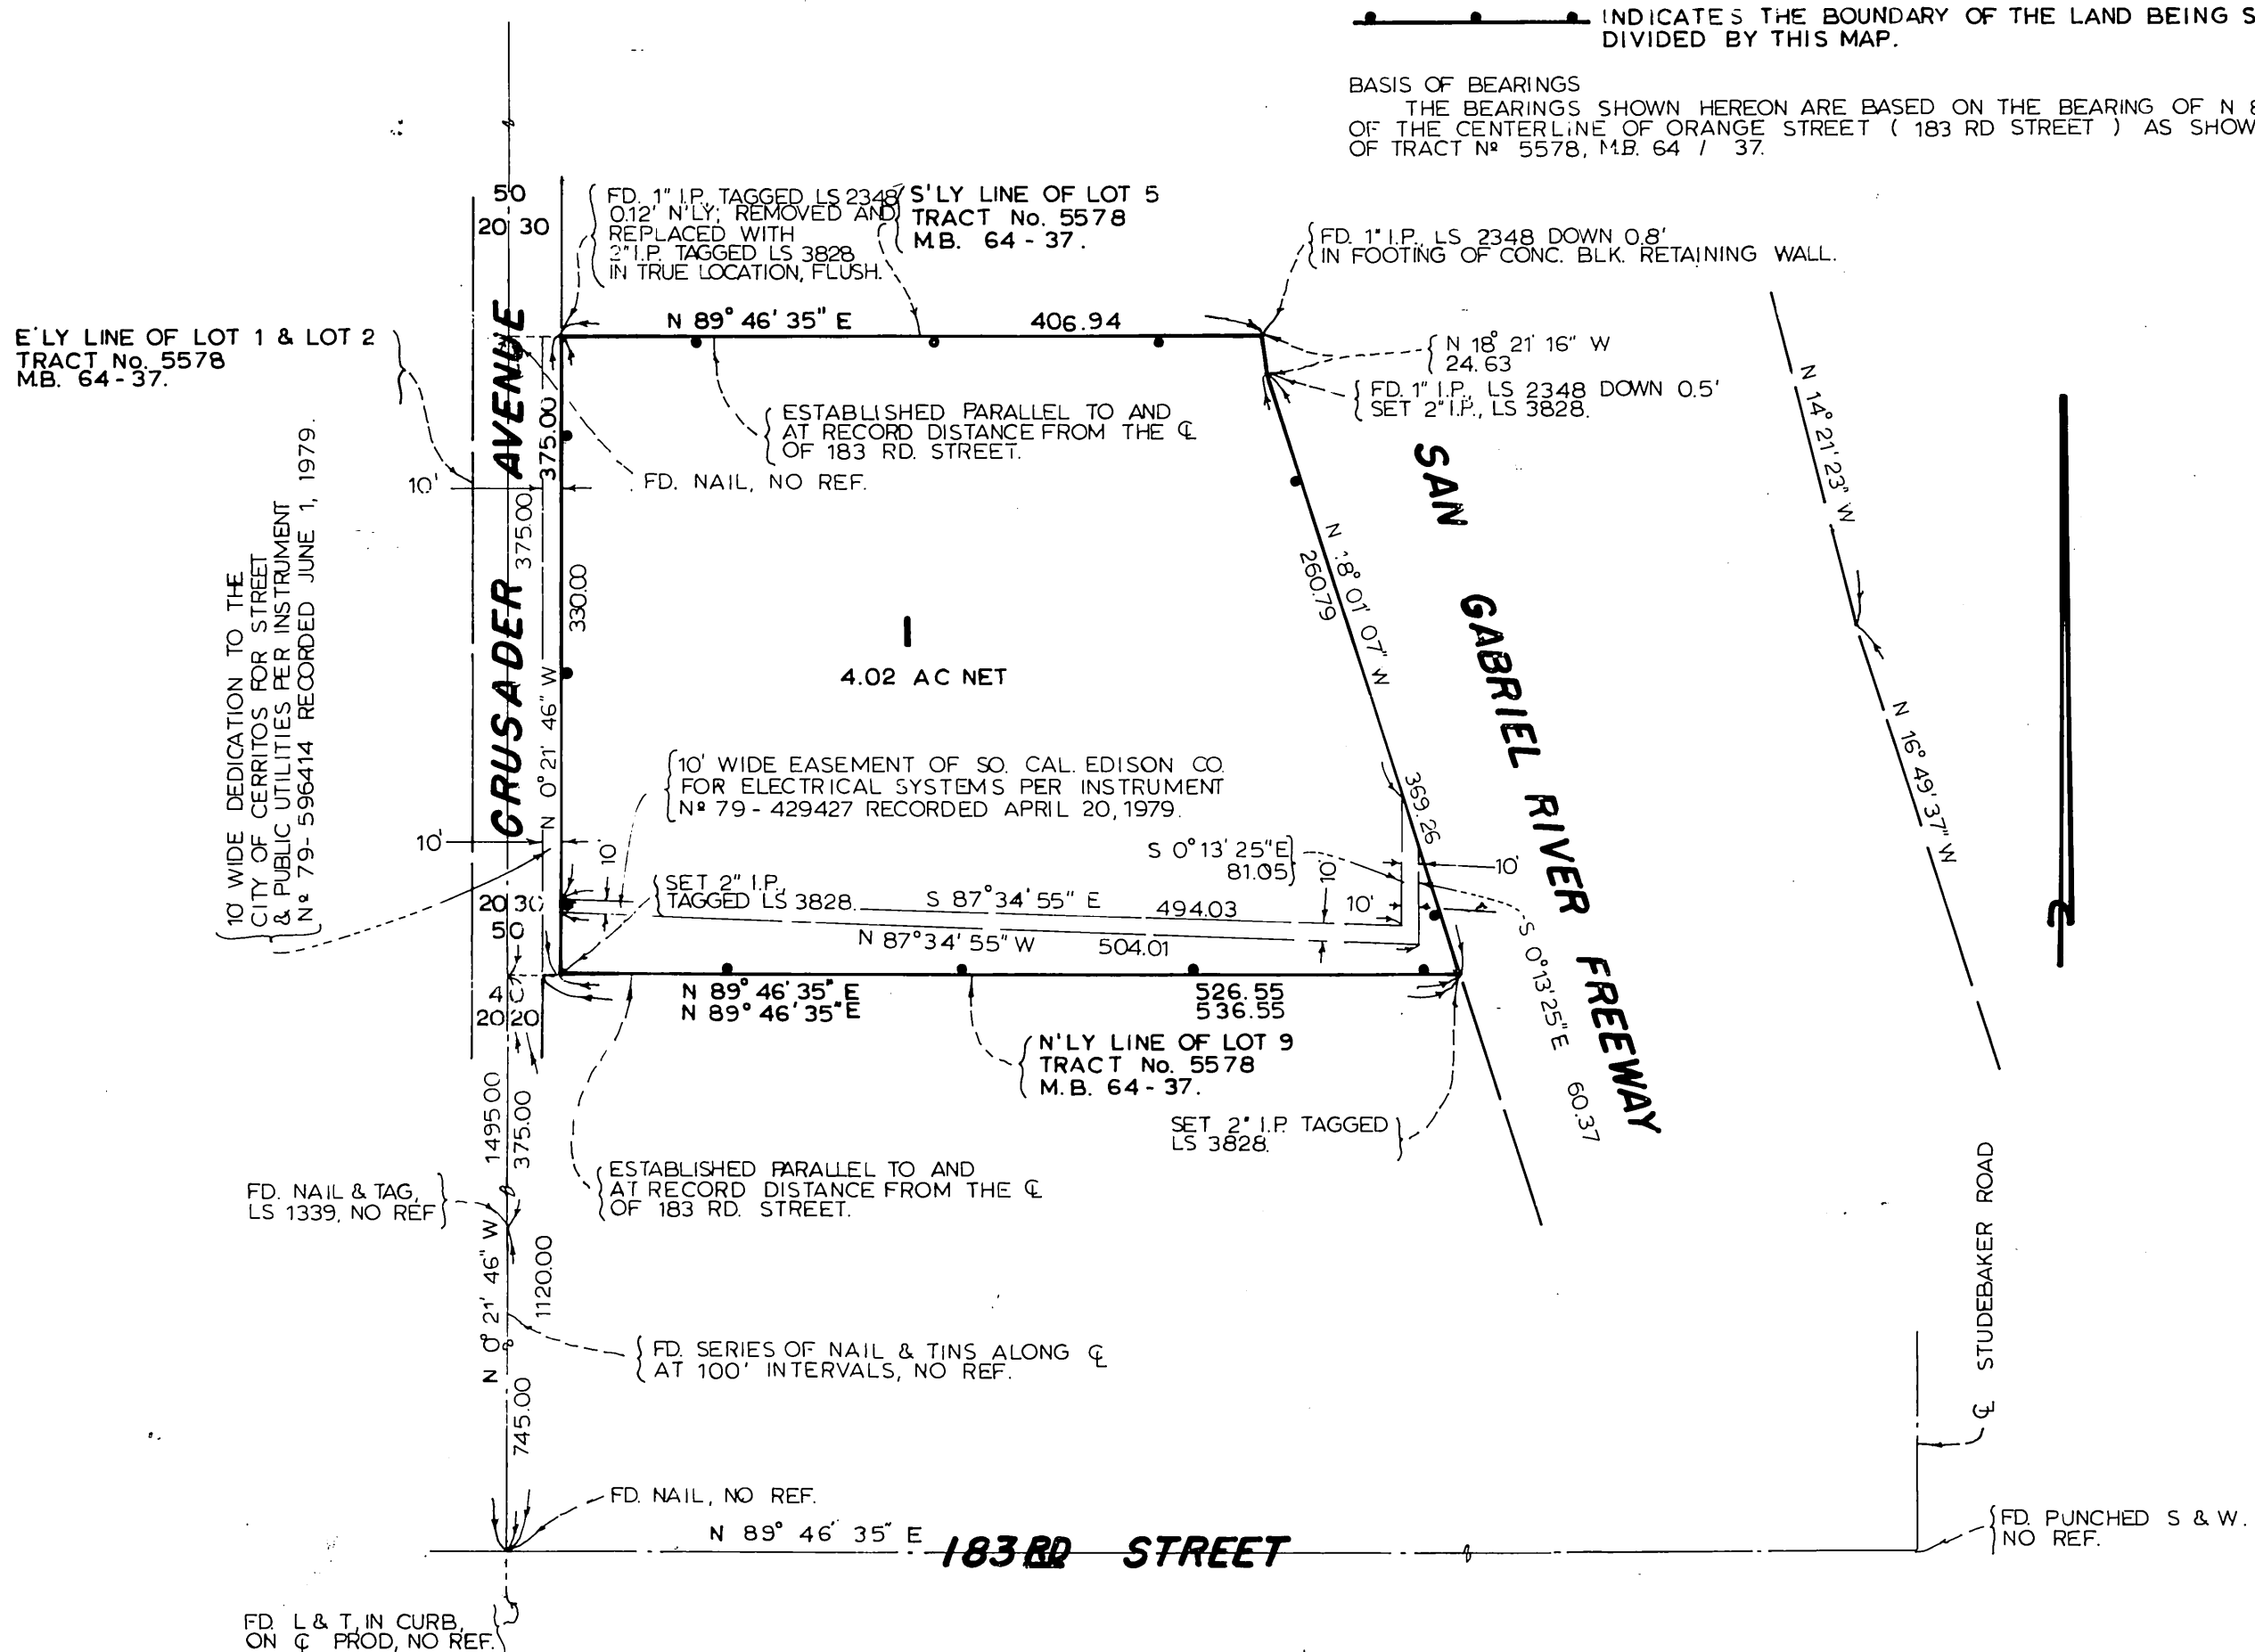 INDICATES THE BOUNDARY OF THE LAND BEING S
DIVIDED BY THIS MAP.
BASIS OF BEARINGS
THE BEARINGS SHOWN HEREON ARE BASED ON THE BEARING OF N 8
OF THE CENTERLINE OF ORANGE STREET ( 183 RD STREET ) AS SHOW
OF TRACT Nº 5578, M.B. 64 / 37.
50
20 30
FD. 1" I.P., TAGGED LS 2348
0.12' N'LY; REMOVED AND
REPLACED WITH
2" I.P. TAGGED LS 3828
IN TRUE LOCATION, FLUSH.
S'LY LINE OF LOT 5
TRACT No. 5578
M.B. 64 - 37.
FD. 1" I.P., LS 2348 DOWN 0.8'
IN FOOTING OF CONC. BLK. RETAINING WALL.
N 89° 46' 35" E 406.94
E'LY LINE OF LOT 1 & LOT 2
TRACT No. 5578
M.B. 64 - 37.
N 18° 21' 16" W
24.63
FD. 1" I.P., LS 2348 DOWN 0.5'
SET 2" I.P., LS 3828.
ESTABLISHED PARALLEL TO AND
AT RECORD DISTANCE FROM THE ℄
OF 183 RD. STREET.
FD. NAIL, NO REF.
10'
GRUSADER AVENUE
375.00
375.00
330.00
N 0° 21' 46" W
10' WIDE DEDICATION TO THE
CITY OF CERRITOS FOR STREET
& PUBLIC UTILITIES PER INSTRUMENT
Nº 79-596414 RECORDED JUNE 1, 1979.
1
4.02 AC NET
N 18° 01' 07" W
260.79
369.26
SAN GABRIEL RIVER FREEWAY
N 14° 21' 23" W
N 16° 49' 37" W
2
10' WIDE EASEMENT OF SO. CAL. EDISON CO.
FOR ELECTRICAL SYSTEMS PER INSTRUMENT
Nº 79 - 429427 RECORDED APRIL 20, 1979.
10'
10'
S 0° 13' 25" E
81.05
10'
10'
10'
SET 2" I.P.,
TAGGED LS 3828.
S 87° 34' 55" E 494.03
N 87° 34' 55" W 504.01
S 0° 13' 25" E 60.37
20 30
50
N 89° 46' 35" E 526.55
N 89° 46' 35" E 536.55
20 20
N'LY LINE OF LOT 9
TRACT No. 5578
M.B. 64 - 37.
SET 2" I.P. TAGGED
LS 3828.
1495.00
375.00
ESTABLISHED PARALLEL TO AND
AT RECORD DISTANCE FROM THE ℄
OF 183 RD. STREET.
FD. NAIL & TAG,
LS 1339, NO REF
N 0° 21' 46" W
1120.00
FD. SERIES OF NAIL & TINS ALONG ℄
AT 100' INTERVALS, NO REF.
745.00
℄ STUDEBAKER ROAD
FD. NAIL, NO REF.
N 89° 46' 35" E
183 RD STREET
FD. PUNCHED S & W.
NO REF.
FD. L & T, IN CURB,
ON ℄ PROD, NO REF.